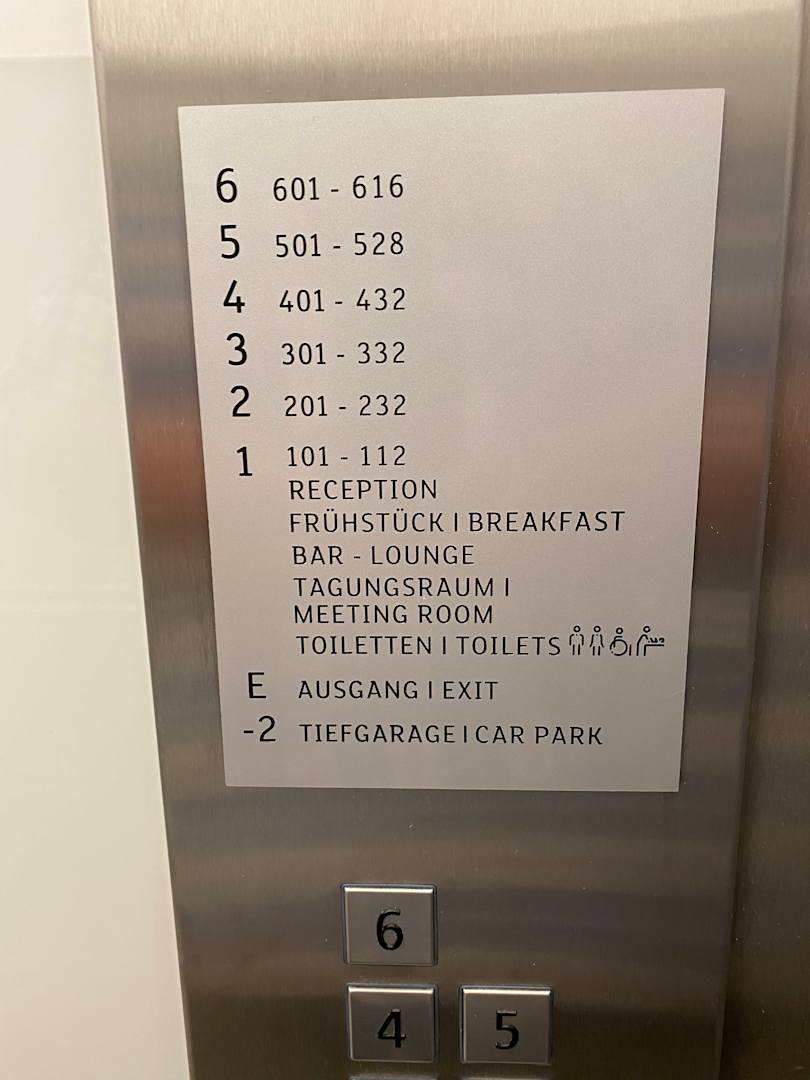 6 601 - 616
5 501 - 528
4 401 - 432
3 301 - 332
2 201 - 232
1 101 - 112
RECEPTION
FRÜHSTÜCK | BREAKFAST
BAR - LOUNGE
TAGUNGSRAUM |
MEETING ROOM
TOILETTEN | TOILETS
E AUSGANG | EXIT
-2 TIEFGARAGE | CAR PARK
6
4 5